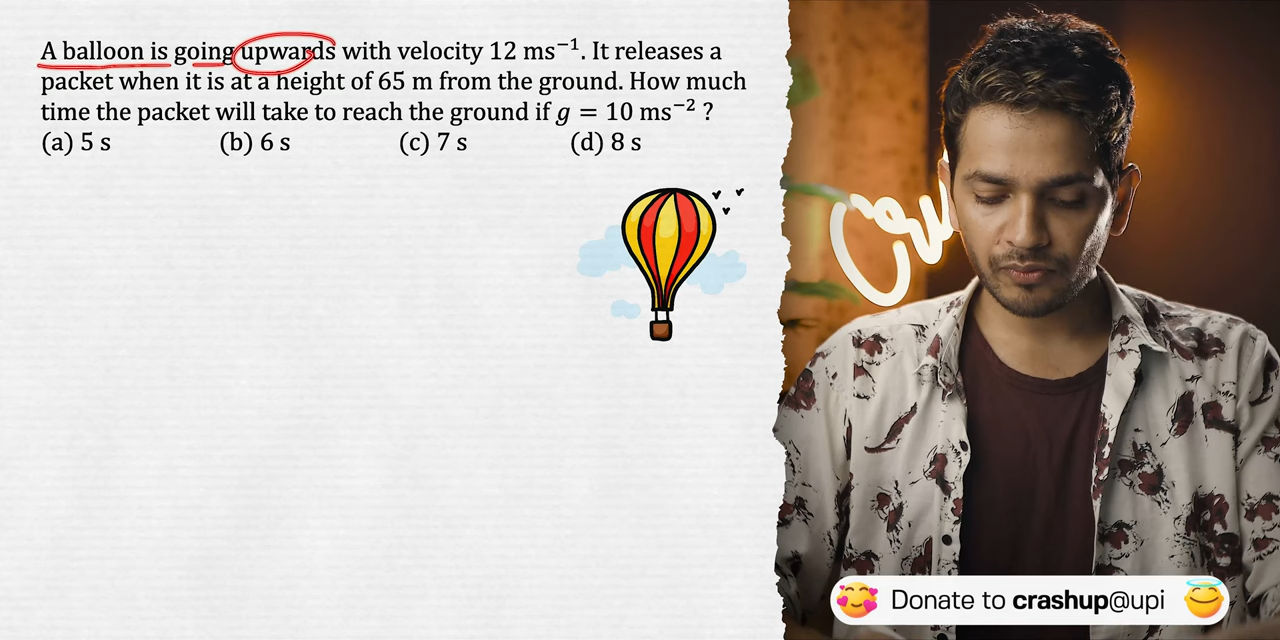 A balloon is going upwards with velocity 12 ms⁻¹. It releases a
packet when it is at a height of 65 m from the ground. How much
time the packet will take to reach the ground if g = 10 ms⁻² ?
(a) 5 s (b) 6 s (c) 7 s (d) 8 s
Donate to crashup@upi